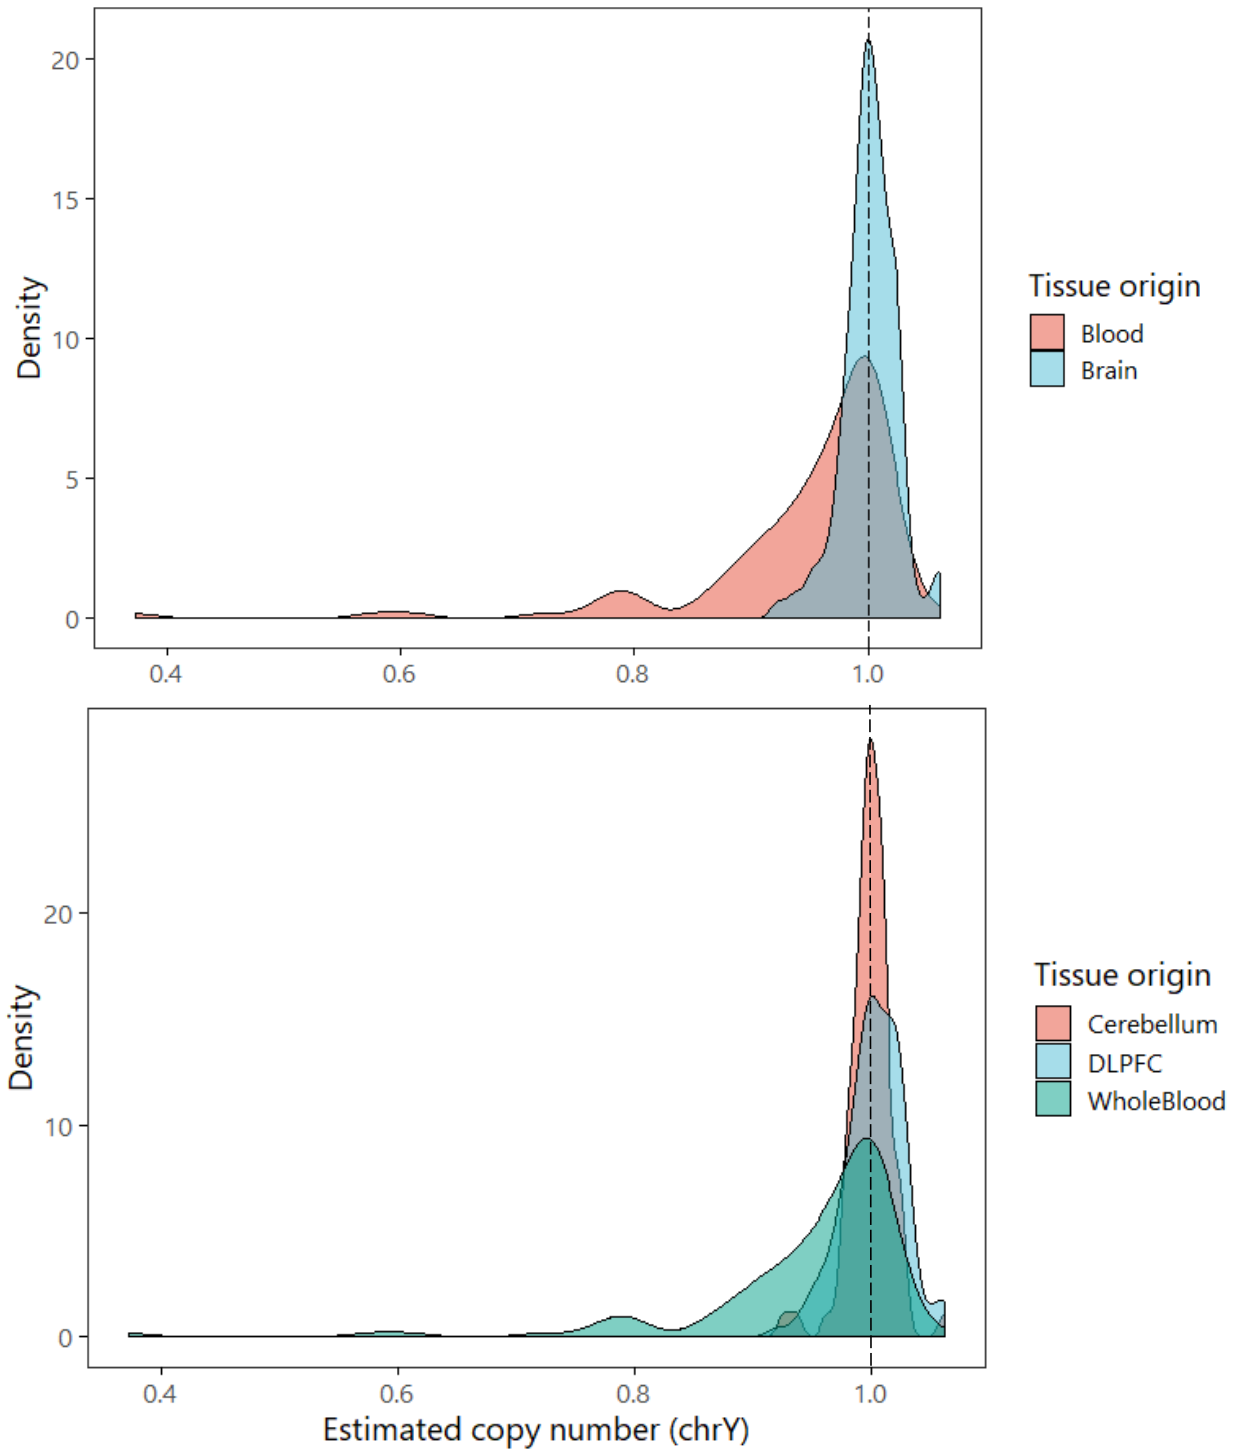 20
15
10
5
0
Density
0.4 0.6 0.8 1.0
Tissue origin
Blood
Brain
20
10
0
Density
0.4 0.6 0.8 1.0
Estimated copy number (chrY)
Tissue origin
Cerebellum
DLPFC
WholeBlood